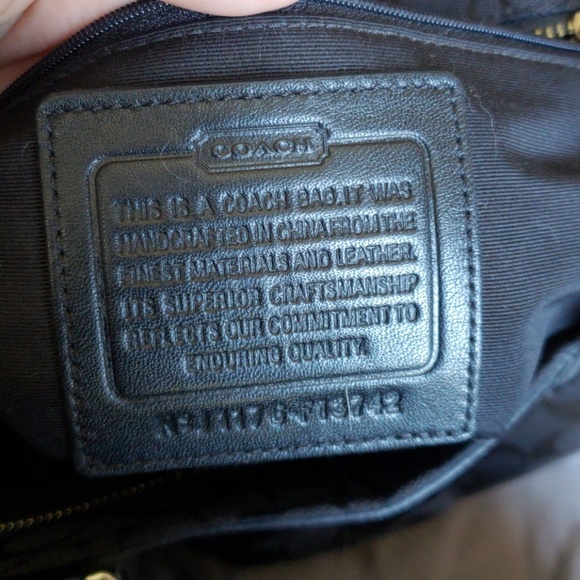 COACH
THIS IS A COACH BAG. IT WAS
HANDCRAFTED IN CHINA FROM THE
FINEST MATERIALS AND LEATHER.
ITS SUPERIOR CRAFTSMANSHIP
REFLECTS OUR COMMITMENT TO
ENDURING QUALITY.